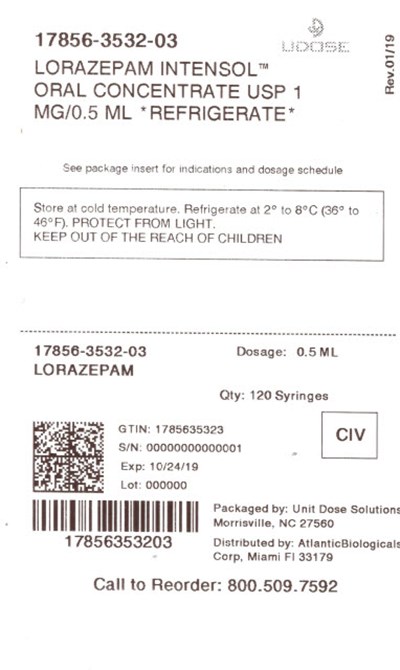 17856-3532-03
UDOSE
Rev.01/19
LORAZEPAM INTENSOL™
ORAL CONCENTRATE USP 1
MG/0.5 ML *REFRIGERATE*
See package insert for indications and dosage schedule
Store at cold temperature. Refrigerate at 2° to 8°C (36° to
46°F). PROTECT FROM LIGHT.
KEEP OUT OF THE REACH OF CHILDREN
17856-3532-03
Dosage: 0.5 ML
LORAZEPAM
Qty: 120 Syringes
CIV
GTIN: 1785635323
S/N: 00000000000001
Exp: 10/24/19
Lot: 000000
Packaged by: Unit Dose Solutions
Morrisville, NC 27560
17856353203
Distributed by: AtlanticBiologicals
Corp, Miami Fl 33179
Call to Reorder: 800.509.7592